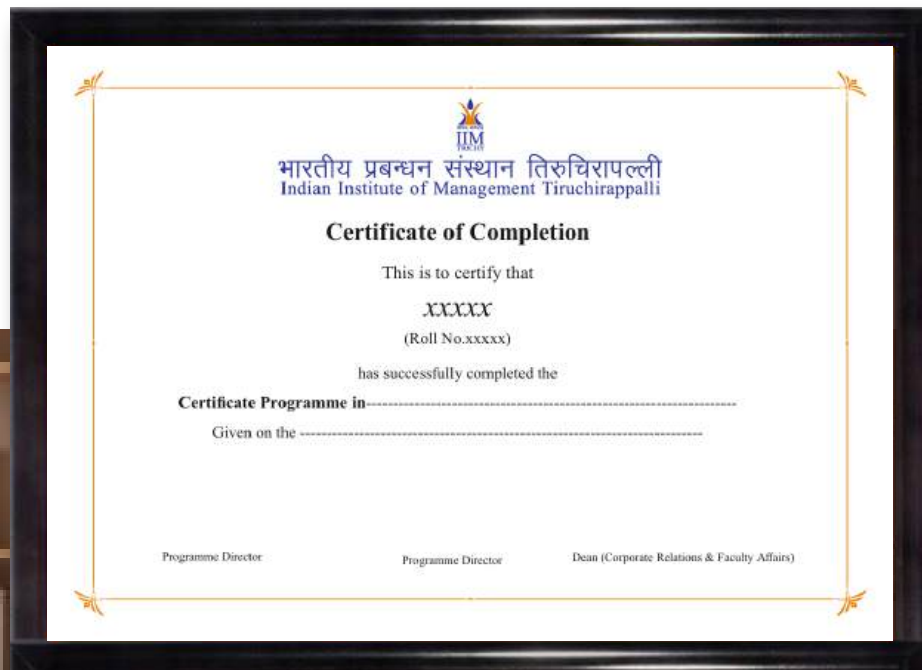 IIM
TRICHY
भारतीय प्रबन्धन संस्थान तिरुचिरापल्ली
Indian Institute of Management Tiruchirappalli
Certificate of Completion
This is to certify that
xxxxx
(Roll No.xxxxx)
has successfully completed the
Certificate Programme in--------------------------------------------------------------------------
Given on the --------------------------------------------------------------------------------
Programme Director Programme Director Dean (Corporate Relations & Faculty Affairs)